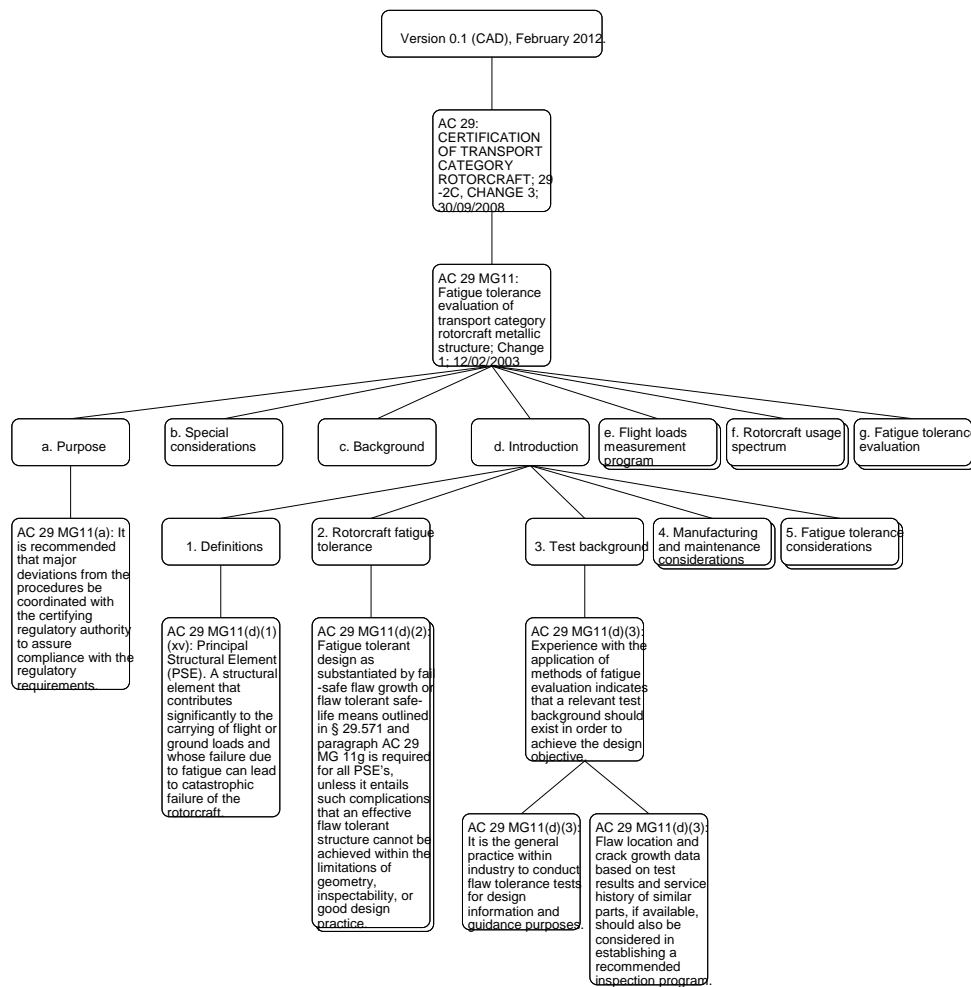 Version 0.1 (CAD), February 2012.
AC 29:
CERTIFICATION
OF TRANSPORT
CATEGORY
ROTORCRAFT; 29
-2C, CHANGE 3;
30/09/2008
AC 29 MG11:
Fatigue tolerance
evaluation of
transport category
rotorcraft metallic
structure; Change
1; 12/02/2003
a. Purpose
b. Special
considerations
c. Background
d. Introduction
e. Flight loads
measurement
program
f. Rotorcraft usage
spectrum
g. Fatigue tolerance
evaluation
AC 29 MG11(a): It
is recommended
that major
deviations from the
procedures be
coordinated with
the certifying
regulatory authority
to assure
compliance with the
regulatory
requirements.
1. Definitions
2. Rotorcraft fatigue
tolerance
3. Test background
4. Manufacturing
and maintenance
considerations
5. Fatigue tolerance
considerations
AC 29 MG11(d)(1)
(xv): Principal
Structural Element
(PSE). A structural
element that
contributes
significantly to the
carrying of flight or
ground loads and
whose failure due
to fatigue can lead
to catastrophic
failure of the
rotorcraft.
AC 29 MG11(d)(2):
Fatigue tolerant
design as
substantiated by fail
-safe flaw growth or
flaw tolerant safe-
life means outlined
in § 29.571 and
paragraph AC 29
MG 11g is required
for all PSE's,
unless it entails
such complications
that an effective
flaw tolerant
structure cannot be
achieved within the
limitations of
geometry,
inspectability, or
good design
practice.
AC 29 MG11(d)(3):
Experience with the
application of
methods of fatigue
evaluation indicates
that a relevant test
background should
exist in order to
achieve the design
objective.
AC 29 MG11(d)(3):
It is the general
practice within
industry to conduct
flaw tolerance tests
for design
information and
guidance purposes.
AC 29 MG11(d)(3):
Flaw location and
crack growth data
based on test
results and service
history of similar
parts, if available,
should also be
considered in
establishing a
recommended
inspection program.